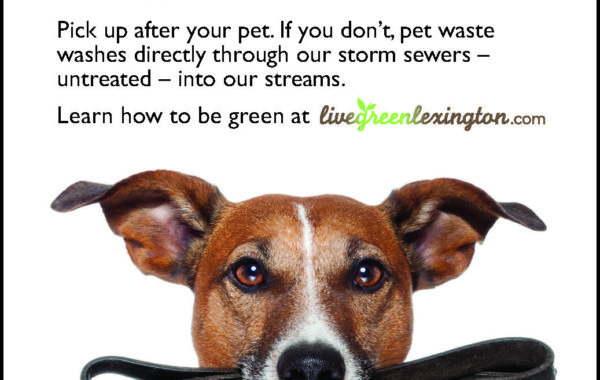 Pick up after your pet. If you don't, pet waste
washes directly through our storm sewers –
untreated – into our streams.
Learn how to be green at livegreenlexington.com